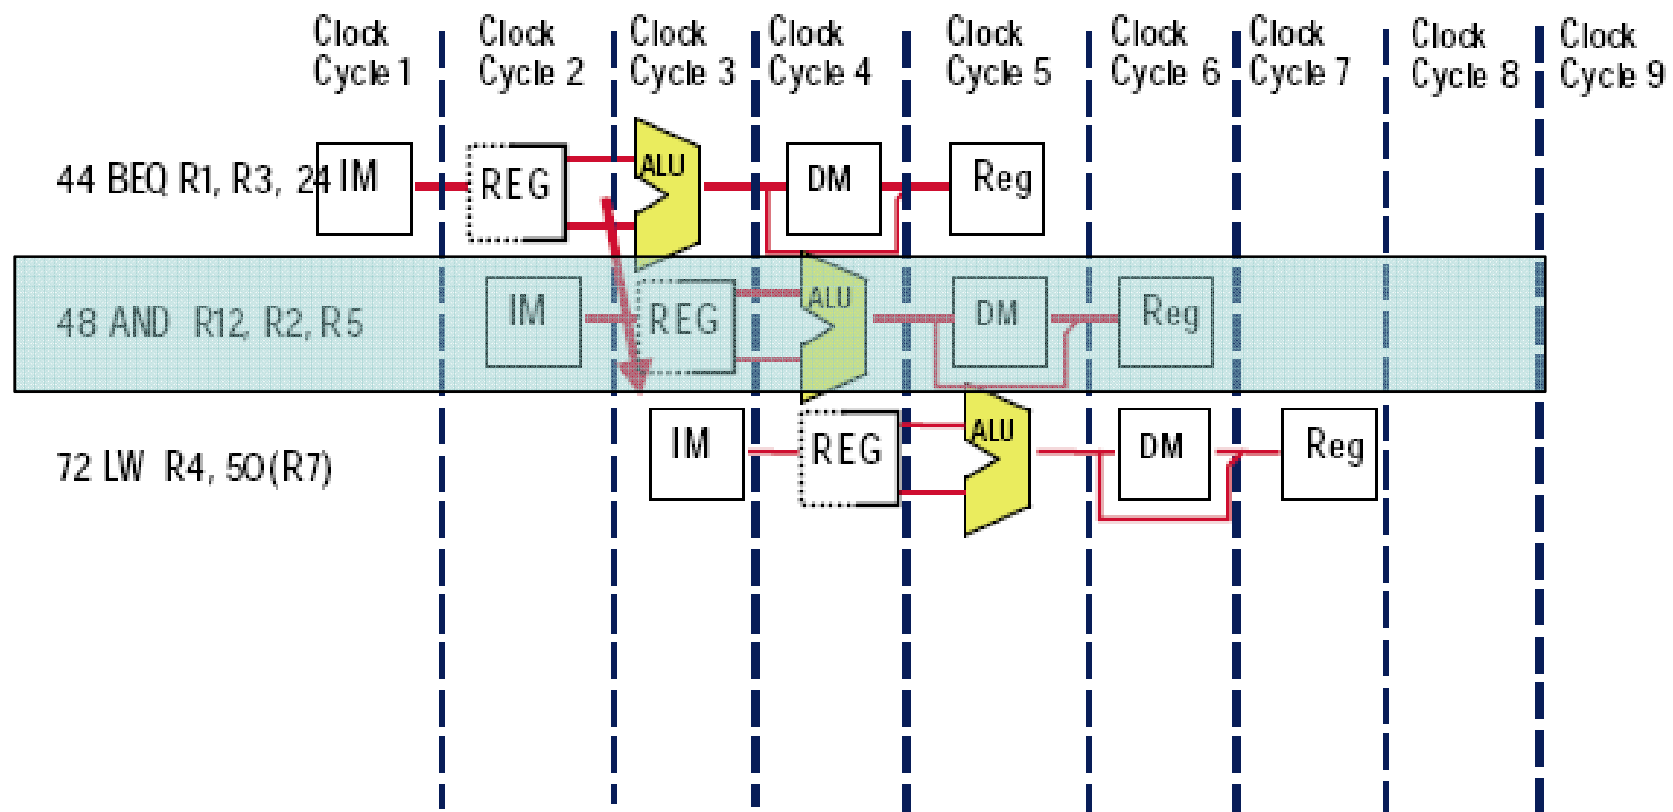 Clock Cycle 1
Clock Cycle 2
Clock Cycle 3
Clock Cycle 4
Clock Cycle 5
Clock Cycle 6
Clock Cycle 7
Clock Cycle 8
Clock Cycle 9
44 BEQ R1, R3, 24 IM REG ALU DM Reg
48 AND R12, R2, R5 IM REG ALU DM Reg
72 LW R4, 50(R7) IM REG ALU DM Reg